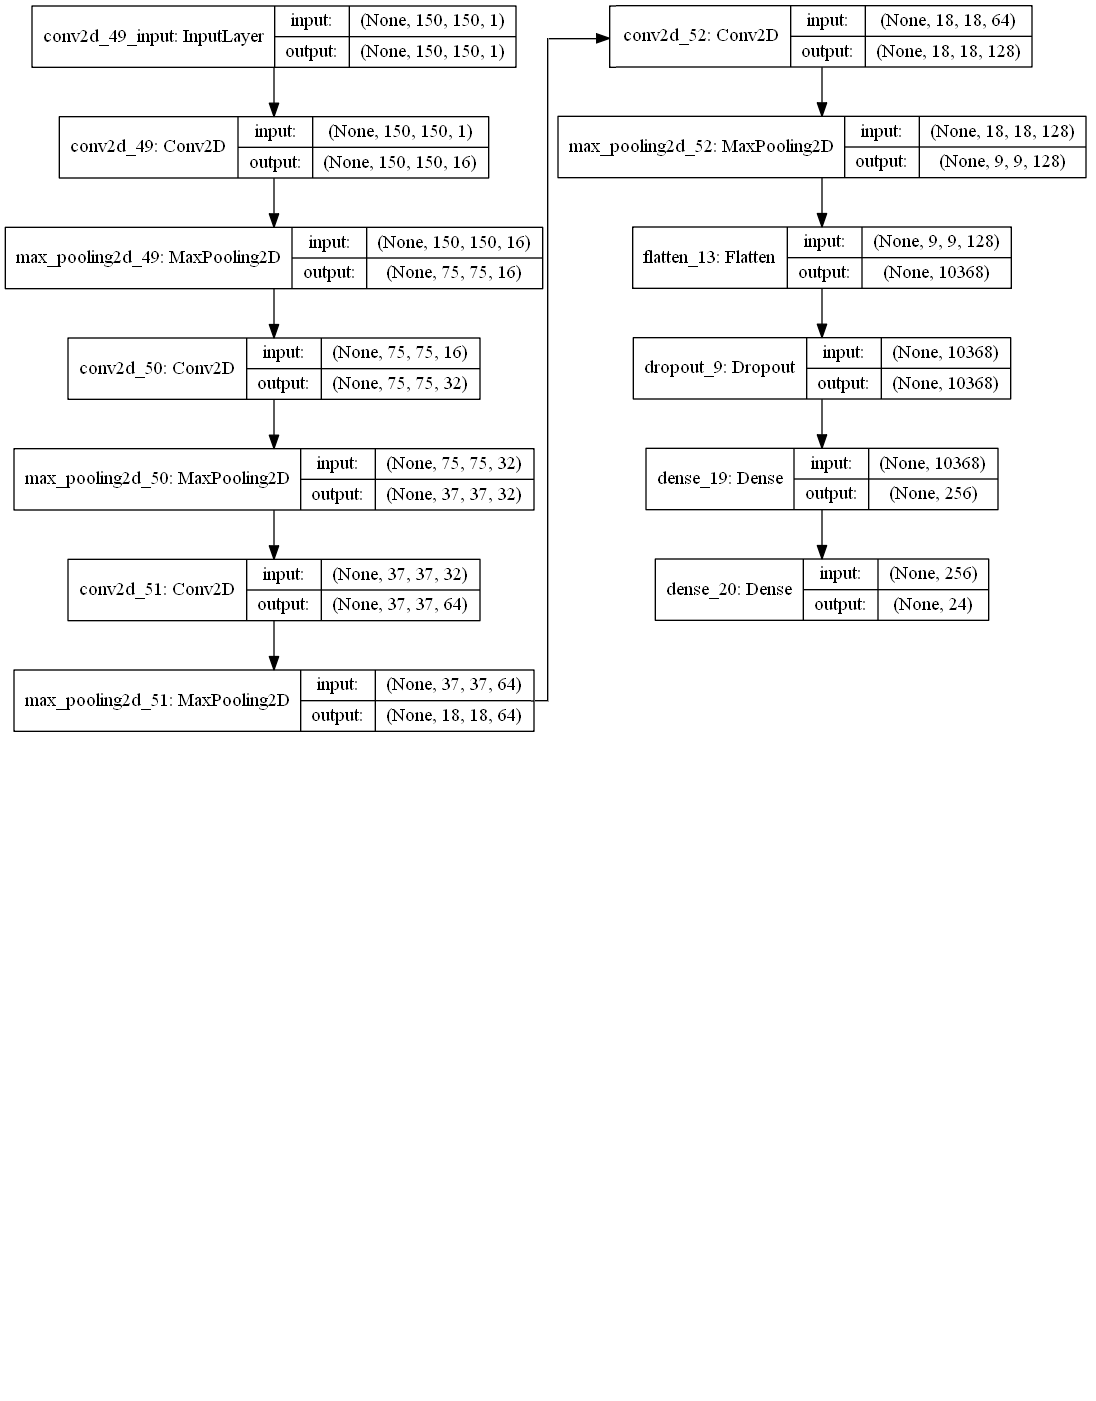 conv2d_49_input: InputLayer
input: (None, 150, 150, 1)
output: (None, 150, 150, 1)
conv2d_49: Conv2D
input: (None, 150, 150, 1)
output: (None, 150, 150, 16)
max_pooling2d_49: MaxPooling2D
input: (None, 150, 150, 16)
output: (None, 75, 75, 16)
conv2d_50: Conv2D
input: (None, 75, 75, 16)
output: (None, 75, 75, 32)
max_pooling2d_50: MaxPooling2D
input: (None, 75, 75, 32)
output: (None, 37, 37, 32)
conv2d_51: Conv2D
input: (None, 37, 37, 32)
output: (None, 37, 37, 64)
max_pooling2d_51: MaxPooling2D
input: (None, 37, 37, 64)
output: (None, 18, 18, 64)
conv2d_52: Conv2D
input: (None, 18, 18, 64)
output: (None, 18, 18, 128)
max_pooling2d_52: MaxPooling2D
input: (None, 18, 18, 128)
output: (None, 9, 9, 128)
flatten_13: Flatten
input: (None, 9, 9, 128)
output: (None, 10368)
dropout_9: Dropout
input: (None, 10368)
output: (None, 10368)
dense_19: Dense
input: (None, 10368)
output: (None, 256)
dense_20: Dense
input: (None, 256)
output: (None, 24)